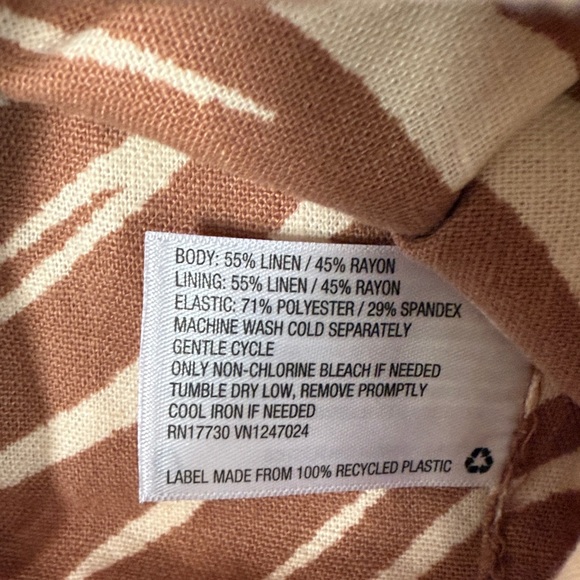 BODY: 55% LINEN / 45% RAYON
LINING: 55% LINEN / 45% RAYON
ELASTIC: 71% POLYESTER / 29% SPANDEX
MACHINE WASH COLD SEPARATELY
GENTLE CYCLE
ONLY NON-CHLORINE BLEACH IF NEEDED
TUMBLE DRY LOW, REMOVE PROMPTLY
COOL IRON IF NEEDED
RN17730 VN1247024
LABEL MADE FROM 100% RECYCLED PLASTIC